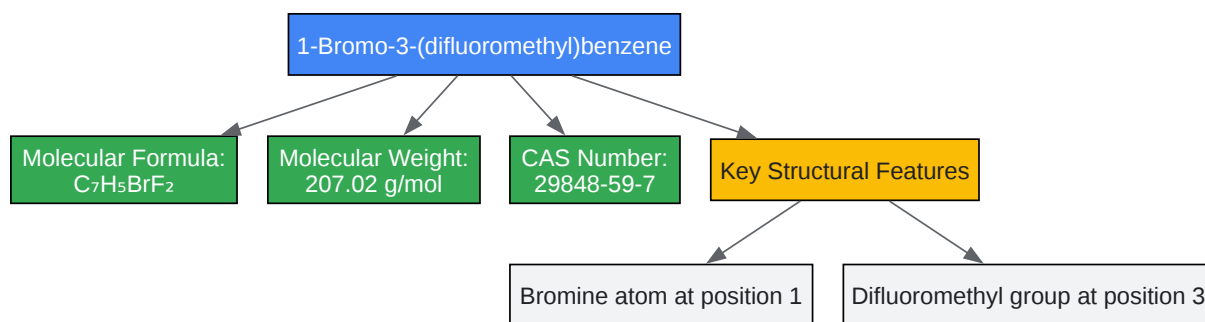 1-Bromo-3-(difluoromethyl)benzene
Molecular Formula:
C₇H₅BrF₂
Molecular Weight:
207.02 g/mol
CAS Number:
29848-59-7
Key Structural Features
Bromine atom at position 1
Difluoromethyl group at position 3